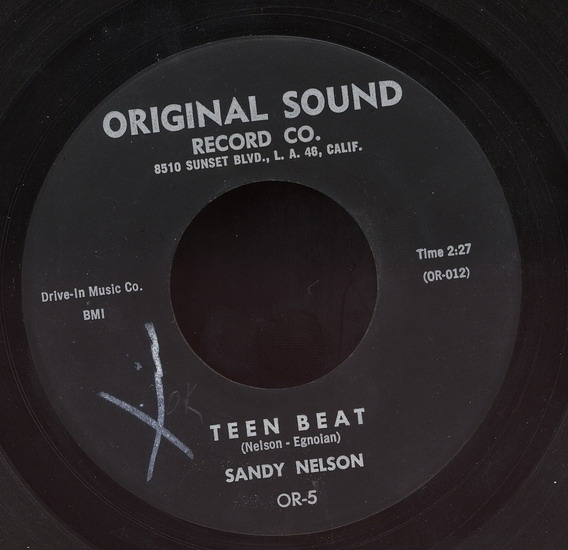 ORIGINAL SOUND
RECORD CO.
8510 SUNSET BLVD., L. A. 46, CALIF.
Time 2:27
(OR-012)
Drive-In Music Co.
BMI
TEEN BEAT
(Nelson - Egnoian)
SANDY NELSON
OR-5